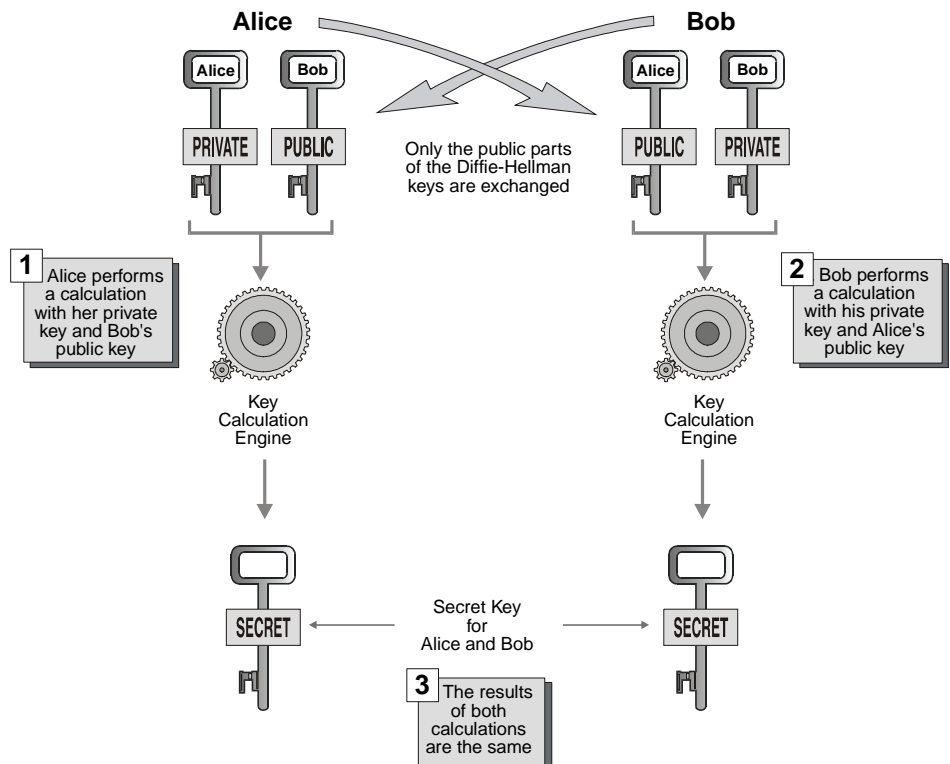 Alice
Bob
Alice
Bob
Alice
Bob
PRIVATE
PUBLIC
PUBLIC
PRIVATE
Only the public parts
of the Diffie-Hellman
keys are exchanged
1
Alice performs
a calculation
with her private
key and Bob's
public key
2
Bob performs
a calculation
with his private
key and Alice's
public key
Key
Calculation
Engine
Key
Calculation
Engine
SECRET
Secret Key
for
Alice and Bob
SECRET
3
The results
of both
calculations
are the same